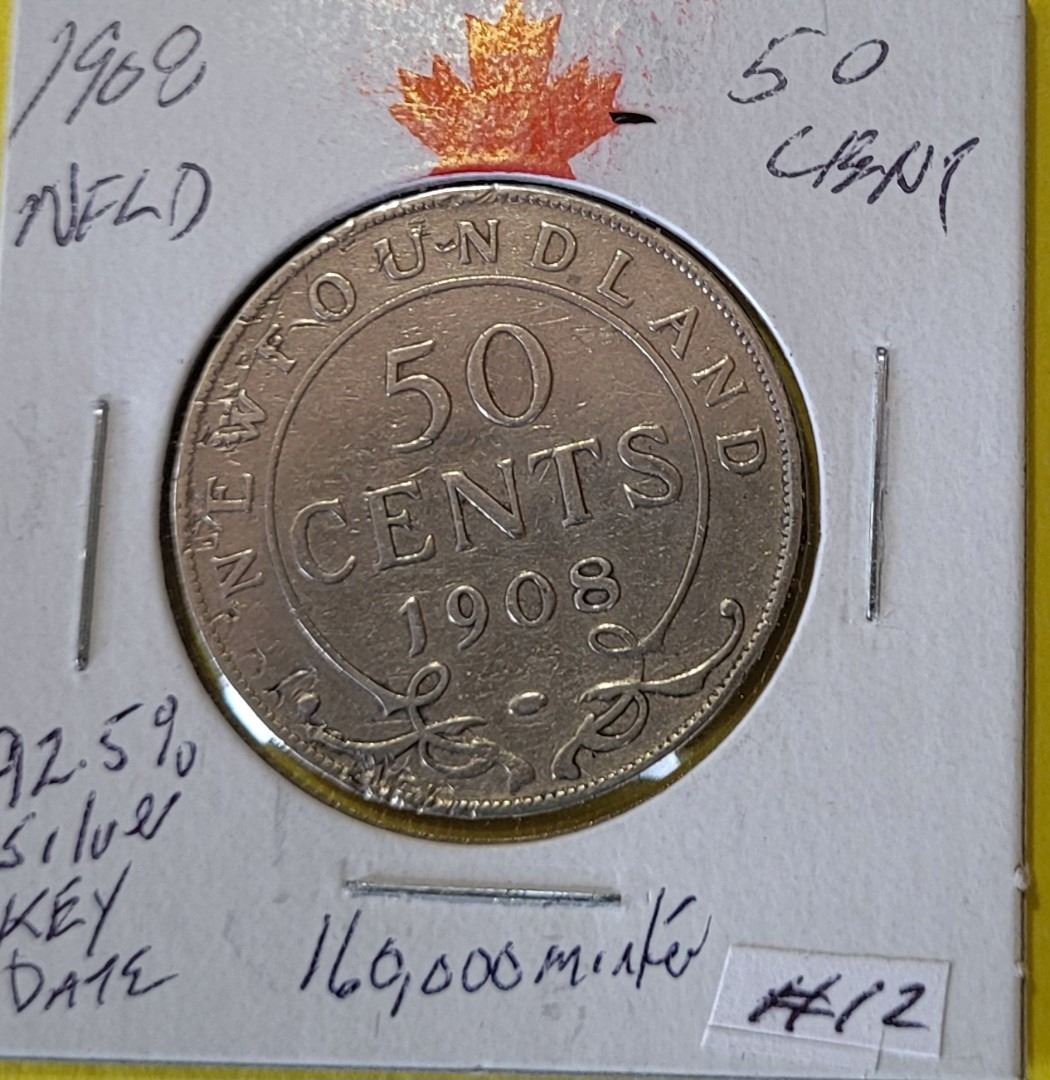 1908
NFLD
50
CENT
NEWFOUNDLAND
50
CENTS
1908
92.5%
Silver
KEY
DATE
160,000 minted
#12